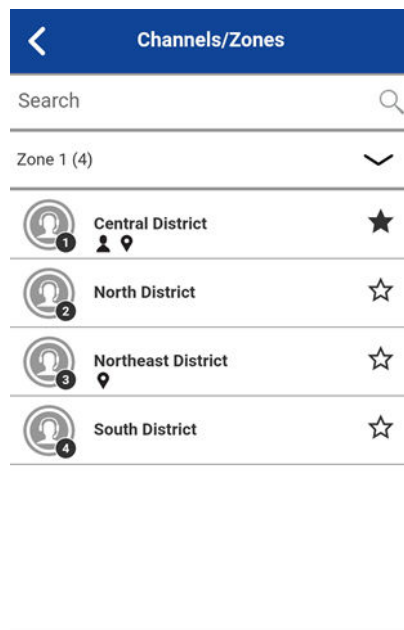 Channels/Zones
Search
Zone 1 (4)
1
Central District
2
North District
3
Northeast District
4
South District